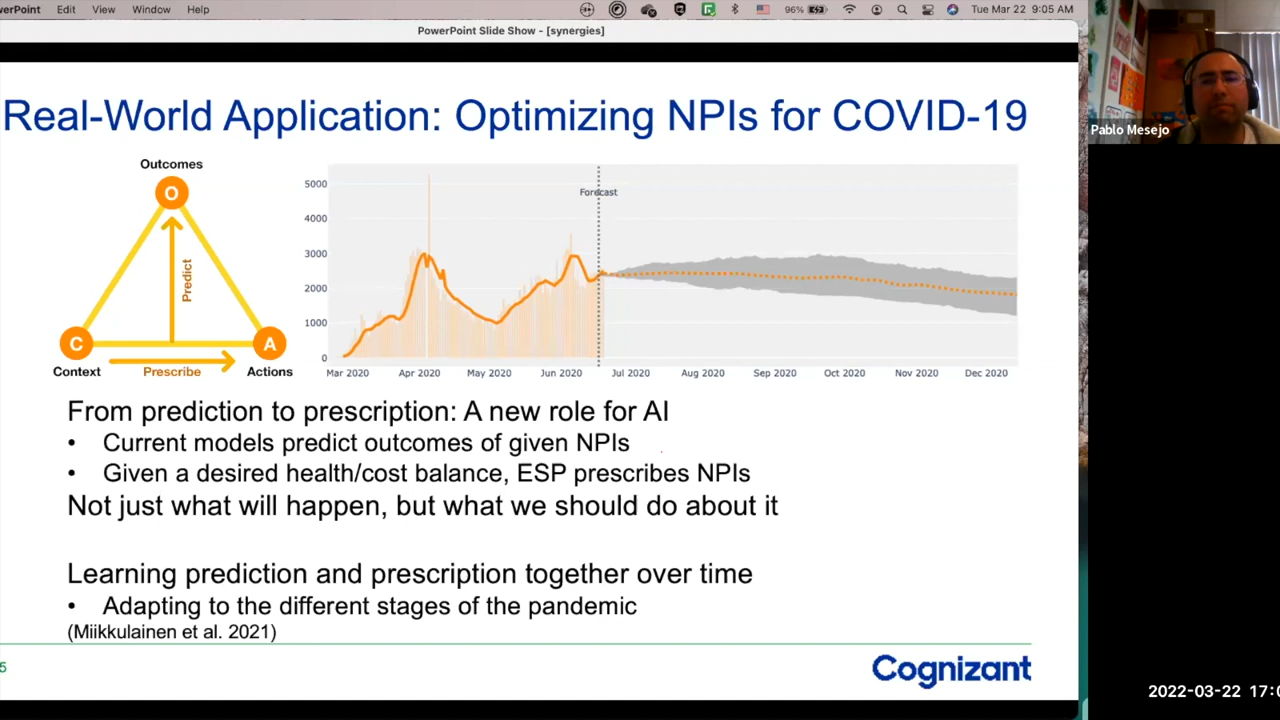 erPoint Edit View Window Help 96% Tue Mar 22 9:05 AM
PowerPoint Slide Show - [synergies]
Real-World Application: Optimizing NPIs for COVID-19
Outcomes
O
Predict
C
A
Context
Prescribe
Actions
Forecast
5000
4000
3000
2000
1000
0
Mar 2020 Apr 2020 May 2020 Jun 2020 Jul 2020 Aug 2020 Sep 2020 Oct 2020 Nov 2020 Dec 2020
From prediction to prescription: A new role for AI
• Current models predict outcomes of given NPIs
• Given a desired health/cost balance, ESP prescribes NPIs
Not just what will happen, but what we should do about it
Learning prediction and prescription together over time
• Adapting to the different stages of the pandemic
(Miikkulainen et al. 2021)
5
Cognizant
Pablo Mesejo
2022-03-22 17:0